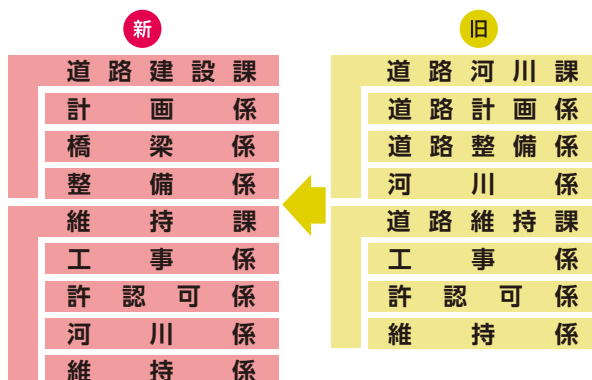 新
道路建設課
計画係
橋梁係
整備係
維持課
工事係
許認可係
河川係
維持係
旧
道路河川課
道路計画係
道路整備係
河川係
道路維持課
工事係
許認可係
維持係